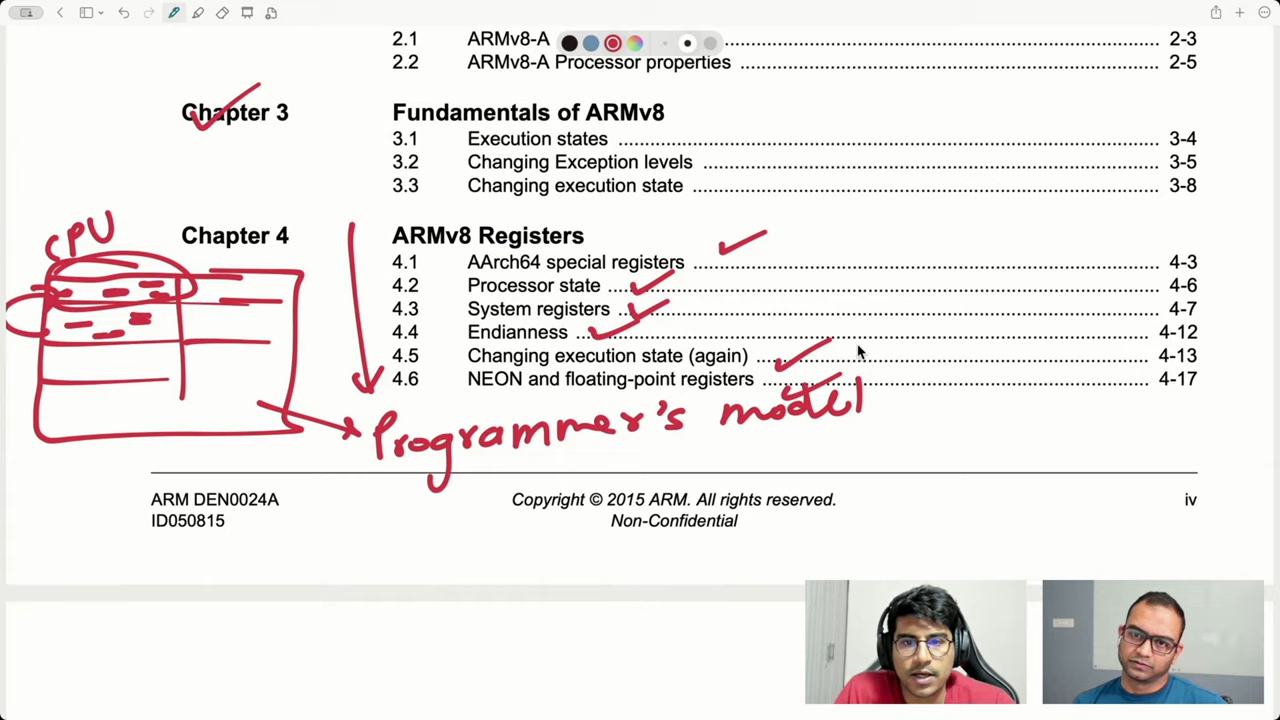 2.1 ARMv8-A ........ 2-3
2.2 ARMv8-A Processor properties ........ 2-5
Chapter 3 Fundamentals of ARMv8
3.1 Execution states ........ 3-4
3.2 Changing Exception levels ........ 3-5
3.3 Changing execution state ........ 3-8
CPU
Chapter 4 ARMv8 Registers
4.1 AArch64 special registers ........ 4-3
4.2 Processor state ........ 4-6
4.3 System registers ........ 4-7
4.4 Endianness ........ 4-12
4.5 Changing execution state (again) ........ 4-13
4.6 NEON and floating-point registers ........ 4-17
Programmer's model
ARM DEN0024A Copyright © 2015 ARM. All rights reserved. iv
ID050815 Non-Confidential